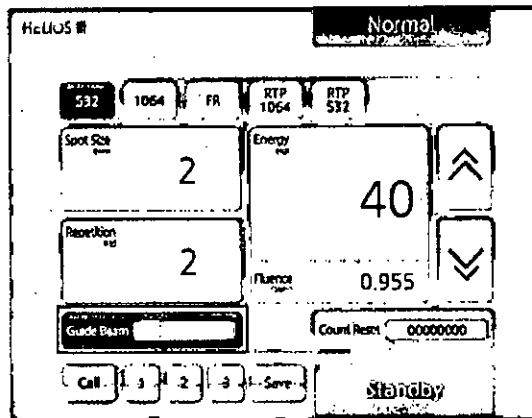 HELIOS III
Normal
532
1064
FR
RTP
1064
RTP
532
Spot Size
2
Energy
40
Repetition
2
Fluence
0.955
Guide Beam
Count Reset
00000000
Call
1
2
3
Save
Standby